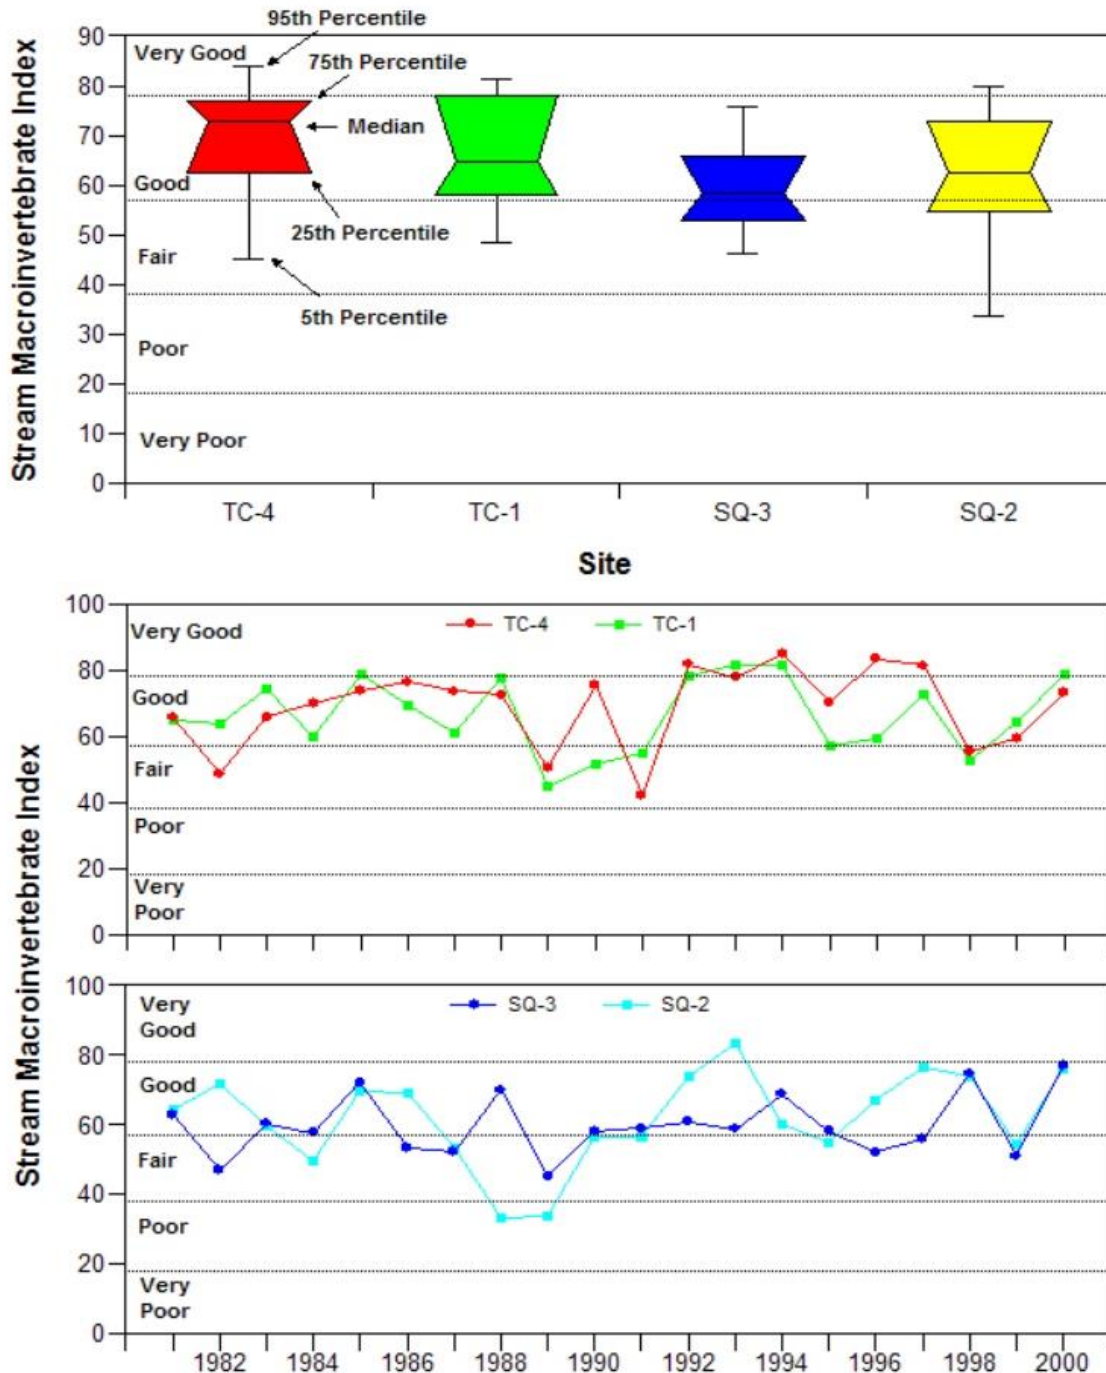 Stream Macroinvertebrate Index
90
80
70
60
50
40
30
20
10
0
Very Good
Good
Fair
Poor
Very Poor
95th Percentile
75th Percentile
Median
25th Percentile
5th Percentile
TC-4
TC-1
SQ-3
SQ-2
Site
Stream Macroinvertebrate Index
100
80
60
40
20
0
Very Good
Good
Fair
Poor
Very
Poor
TC-4
TC-1
100
80
60
40
20
0
Very
Good
Good
Fair
Poor
Very
Poor
SQ-3
SQ-2
1982
1984
1986
1988
1990
1992
1994
1996
1998
2000